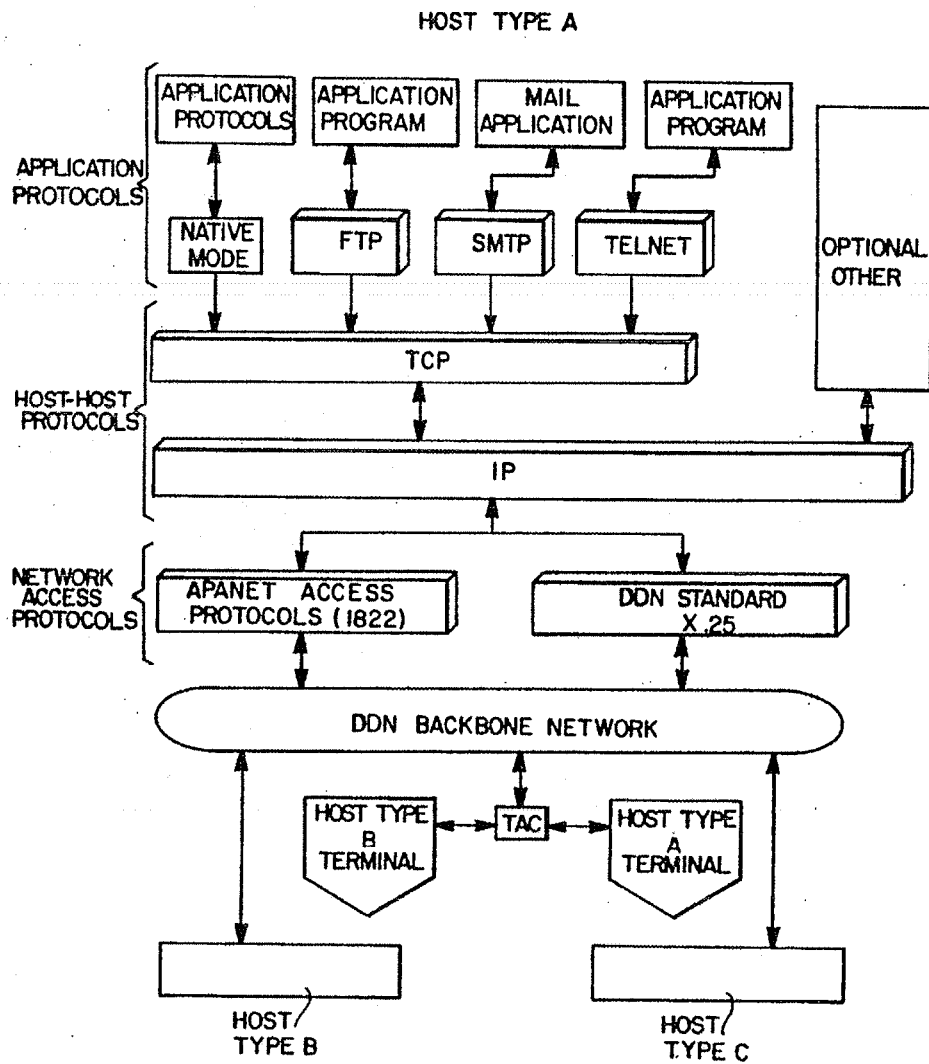 HOST TYPE A
APPLICATION
PROTOCOLS
APPLICATION
PROGRAM
MAIL
APPLICATION
APPLICATION
PROGRAM
APPLICATION
PROTOCOLS
NATIVE
MODE
FTP
SMTP
TELNET
OPTIONAL
OTHER
TCP
HOST-HOST
PROTOCOLS
IP
NETWORK
ACCESS
PROTOCOLS
APANET ACCESS
PROTOCOLS (1822)
DDN STANDARD
X.25
DDN BACKBONE NETWORK
HOST TYPE
B
TERMINAL
TAC
HOST TYPE
A
TERMINAL
HOST
TYPE B
HOST
TYPE C